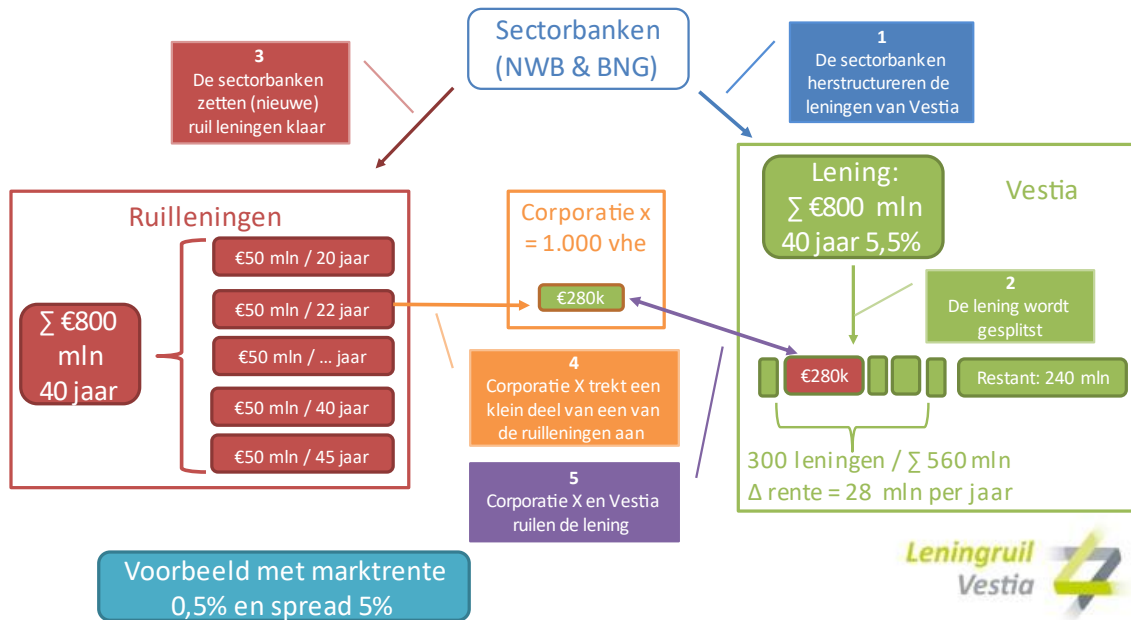 Sectorbanken
(NWB & BNG)
3
De sectorbanken
zetten (nieuwe)
ruil leningen klaar
1
De sectorbanken
herstructureren de
leningen van Vestia
Ruilleningen
∑ €800
mln
40 jaar
€50 mln / 20 jaar
€50 mln / 22 jaar
€50 mln / ... jaar
€50 mln / 40 jaar
€50 mln / 45 jaar
Corporatie x
= 1.000 vhe
€280k
Lening:
∑ €800 mln
40 jaar 5,5%
Vestia
2
De lening wordt
gesplitst
€280k
Restant: 240 mln
300 leningen / ∑ 560 mln
Δ rente = 28 mln per jaar
4
Corporatie X trekt een
klein deel van een van
de ruilleningen aan
5
Corporatie X en Vestia
ruilen de lening
Voorbeeld met marktrente
0,5% en spread 5%
Leningruil
Vestia